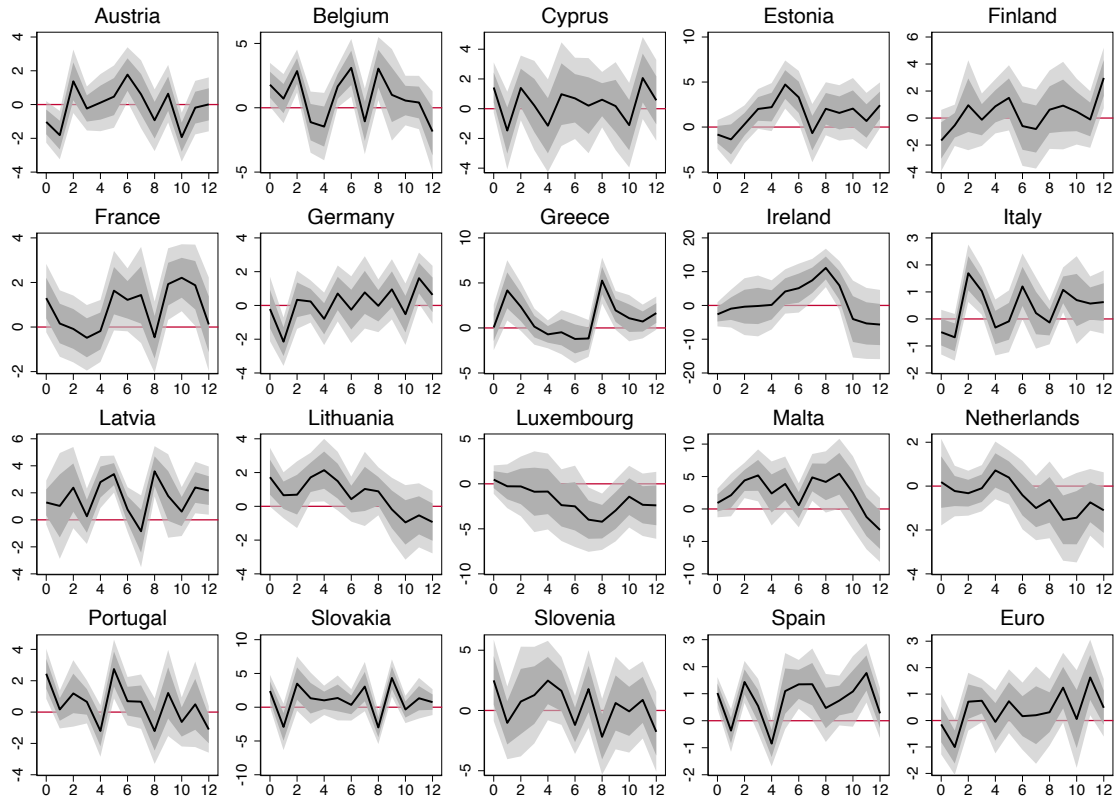 Austria Belgium Cyprus Estonia Finland
4 2 0 -2 -4 5 0 -5 4 2 0 -2 -4 10 5 0 -5 6 4 2 0 -2 -4
0 2 4 6 8 10 12 0 2 4 6 8 10 12 0 2 4 6 8 10 12 0 2 4 6 8 10 12 0 2 4 6 8 10 12
France Germany Greece Ireland Italy
4 2 0 -2 4 2 0 -2 -4 10 5 0 -5 20 10 0 -10 -20 3 2 1 0 -1 -2
0 2 4 6 8 10 12 0 2 4 6 8 10 12 0 2 4 6 8 10 12 0 2 4 6 8 10 12 0 2 4 6 8 10 12
Latvia Lithuania Luxembourg Malta Netherlands
6 4 2 0 -2 -4 4 2 0 -2 -4 5 0 -5 -10 10 5 0 -5 -10 2 0 -2 -4
0 2 4 6 8 10 12 0 2 4 6 8 10 12 0 2 4 6 8 10 12 0 2 4 6 8 10 12 0 2 4 6 8 10 12
Portugal Slovakia Slovenia Spain Euro
4 2 0 -2 -4 10 5 0 -5 -10 5 0 -5 3 2 1 0 -1 -2 3 2 1 0 -1 -2
0 2 4 6 8 10 12 0 2 4 6 8 10 12 0 2 4 6 8 10 12 0 2 4 6 8 10 12 0 2 4 6 8 10 12